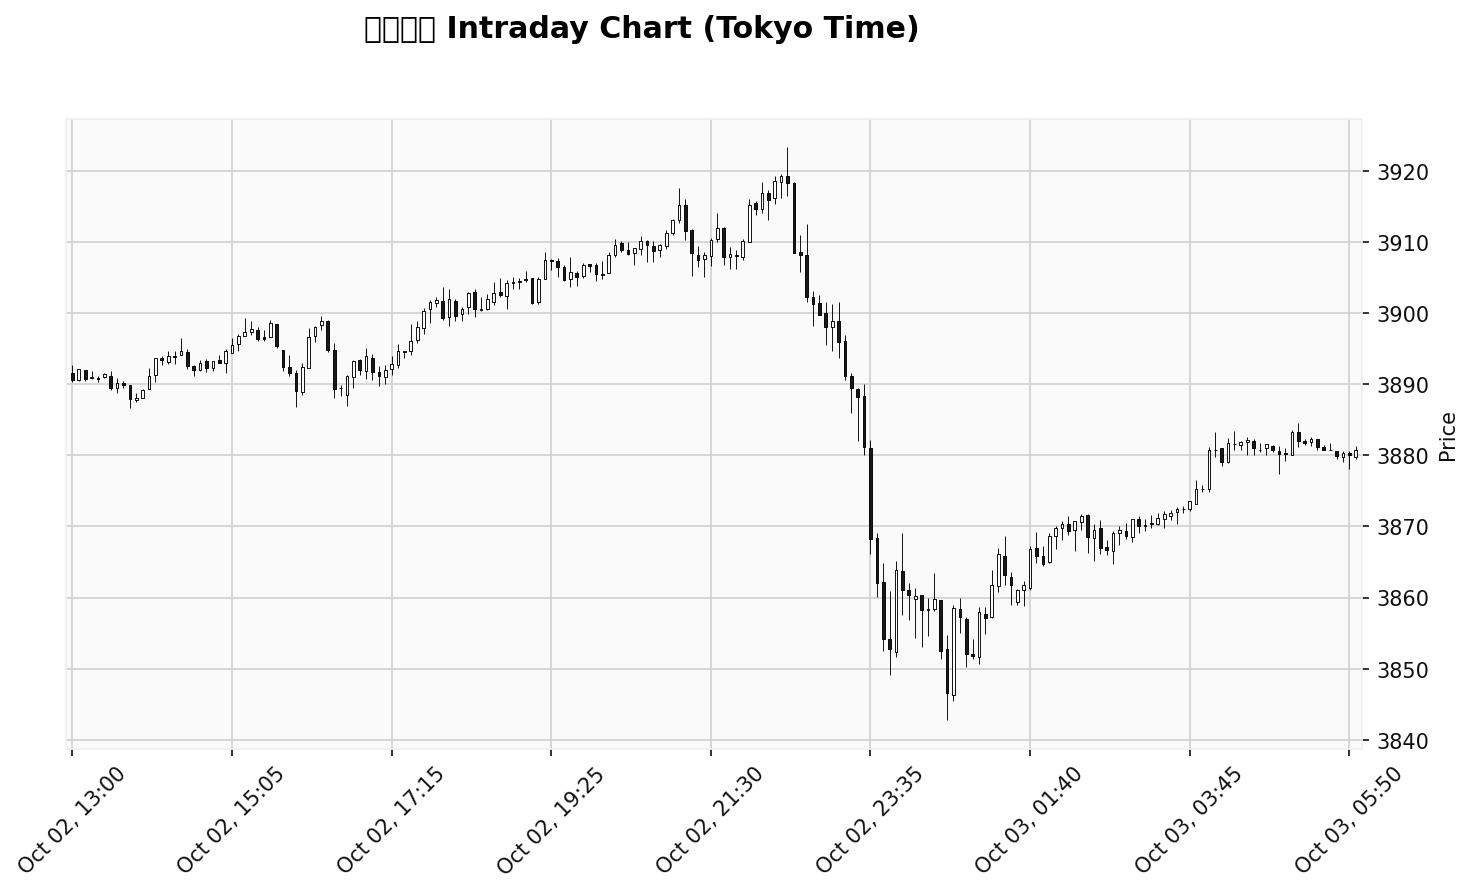 Intraday Chart (Tokyo Time)
3920
3910
3900
3890
3880
3870
3860
3850
3840
Price
Oct 02, 13:00
Oct 02, 15:05
Oct 02, 17:15
Oct 02, 19:25
Oct 02, 21:30
Oct 02, 23:35
Oct 03, 01:40
Oct 03, 03:45
Oct 03, 05:50